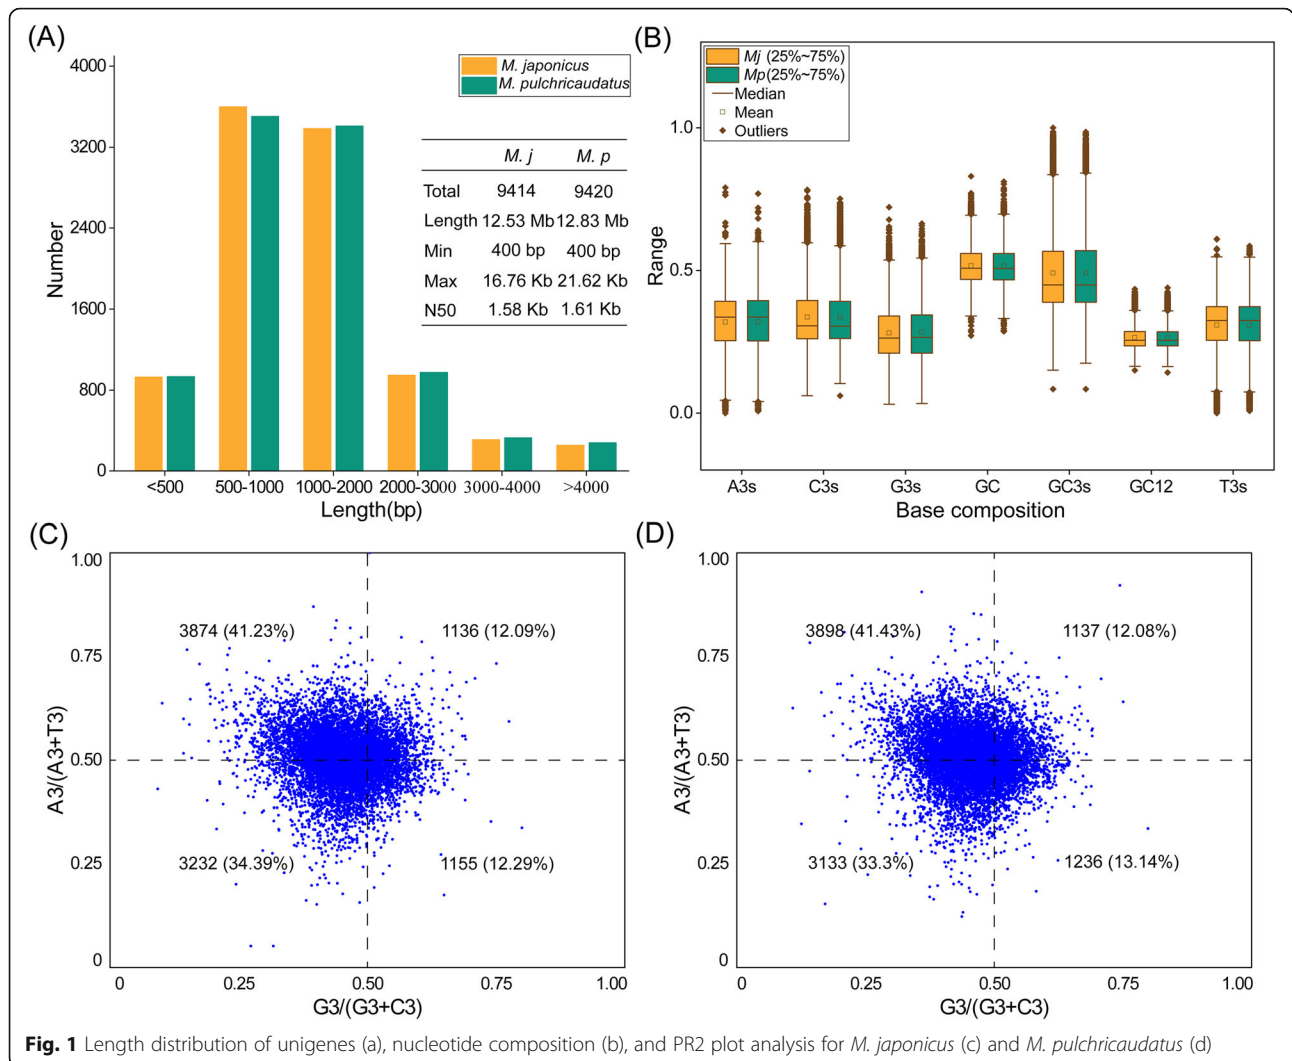 (A)
M. japonicus
M. pulchricaudatus
4000
3200
2400
1600
800
0
Number
M. j M. p
Total 9414 9420
Length 12.53 Mb 12.83 Mb
Min 400 bp 400 bp
Max 16.76 Kb 21.62 Kb
N50 1.58 Kb 1.61 Kb
<500 500-1000 1000-2000 2000-3000 3000-4000 >4000
Length(bp)
(B)
Mj (25%~75%)
Mp(25%~75%)
Median
Mean
Outliers
1.0
0.5
0.0
Range
A3s C3s G3s GC GC3s GC12 T3s
Base composition
(C)
1.00
0.75
0.50
0.25
0
A3/(A3+T3)
3874 (41.23%) 1136 (12.09%)
3232 (34.39%) 1155 (12.29%)
0 0.25 0.50 0.75 1.00
G3/(G3+C3)
(D)
1.00
0.75
0.50
0.25
0
A3/(A3+T3)
3898 (41.43%) 1137 (12.08%)
3133 (33.3%) 1236 (13.14%)
0 0.25 0.50 0.75 1.00
G3/(G3+C3)
Fig. 1 Length distribution of unigenes (a), nucleotide composition (b), and PR2 plot analysis for M. japonicus (c) and M. pulchricaudatus (d)